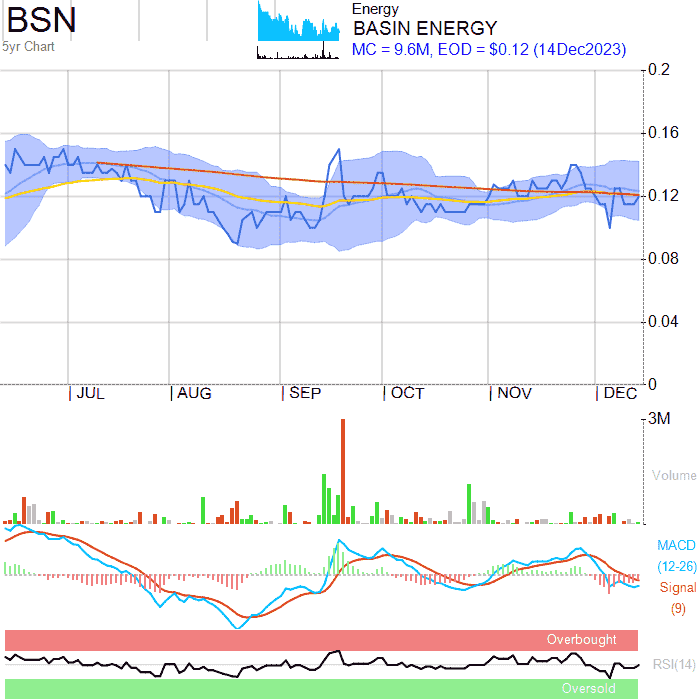 BSN
5yr Chart
Energy
BASIN ENERGY
MC = 9.6M, EOD = $0.12 (14Dec2023)
0.2
0.16
0.12
0.08
0.04
0
JUL AUG SEP OCT NOV DEC
3M
Volume
MACD
(12-26)
Signal
(9)
Overbought
RSI(14)
Oversold